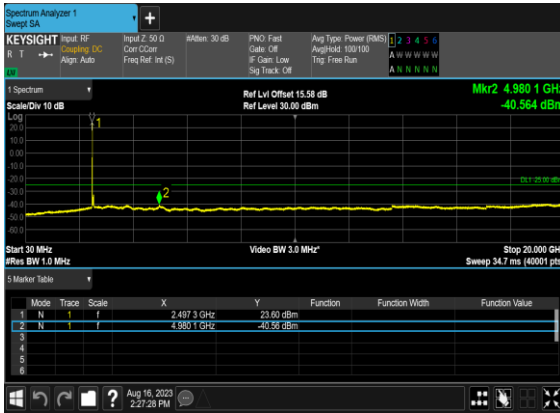 Spectrum Analyzer 1
Swept SA
KEYSIGHT
R T
Input: RF
Coupling: DC
Align: Auto
Input Z: 50 Ω
Corr CCorr
Freq Ref: Int (S)
#Atten: 30 dB
PNO: Fast
Gate: Off
IF Gain: Low
Sig Track: Off
Avg Type: Power (RMS)
Avg|Hold: 100/100
Trig: Free Run
1 2 3 4 5 6
A W W W W W
A N N N N N
1 Spectrum
Scale/Div 10 dB
Ref Lvl Offset 15.58 dB
Ref Level 30.00 dBm
Mkr2 4.980 1 GHz
-40.564 dBm
Log
20.0
10.0
0.00
-10.0
-20.0
-30.0
-40.0
-50.0
-60.0
1
2
DL1 -25.00 dBm
Start 30 MHz
#Res BW 1.0 MHz
Video BW 3.0 MHz*
Stop 20.000 GHz
Sweep 34.7 ms (40001 pts)
5 Marker Table
Mode Trace Scale X Y Function Function Width Function Value
1 N 1 f 2.497 3 GHz 23.60 dBm
2 N 1 f 4.980 1 GHz -40.56 dBm
3
4
5
6
?
Aug 16, 2023
2:27:28 PM